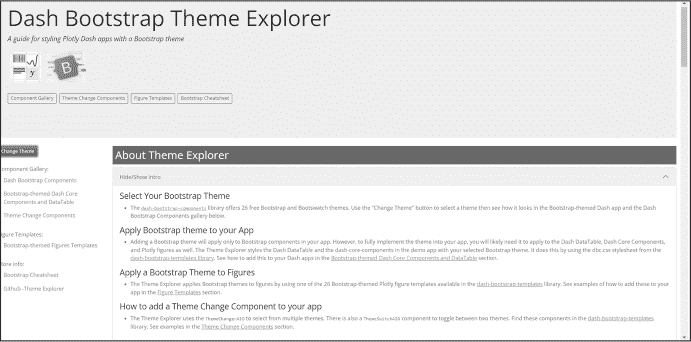 Dash Bootstrap Theme Explorer
A guide for styling Plotly Dash apps with a Bootstrap theme
y
B
Component Gallery
Theme Change Components
Figure Templates
Bootstrap Cheatsheet
Change Theme
omponent Gallery:
Dash Bootstrap Components
Bootstrap-themed Dash Core
Components and DataTable
Theme Change Components
igure Templates:
Bootstrap-themed Figures Templates
ore info:
Bootstrap Cheatsheet
Github -Theme Explorer
About Theme Explorer
Hide/Show Intro
Select Your Bootstrap Theme
• The dash-bootstrap-components library offers 26 free Bootstrap and Bootswatch themes. Use the "Change Theme" button to select a theme then see how it looks in the Bootstrap-themed Dash app and the Dash
Bootstrap Components gallery below.
Apply Bootstrap theme to your App
• Adding a Bootstrap theme will apply only to Bootstrap components in your app. However, to fully implement the theme into your app, you will likely need it to apply to the Dash DataTable, Dash Core Components,
and Plotly figures as well. The Theme Explorer styles the Dash DataTable and the dash-core-components in the demo app with your selected Bootstrap theme. It does this by using the dbc.css stylesheet from the
dash-bootstrap-templates library. See how to add this to your Dash apps in the Bootstrap-themed Dash Core Components and DataTable section.
Apply a Bootstrap Theme to Figures
• The Theme Explorer applies Bootstrap themes to figures by using one of the 26 Bootstrap-themed Plotly figure templates available in the dash-bootstrap-templates library. See examples of how to add these to your
app in the Figure Templates section.
How to add a Theme Change Component to your app
• The Theme Explorer uses the ThemeChangerAIO to select from multiple themes. There is also a ThemeSwitchAIO component to toggle between two themes. Find these components in the dash-bootstrap-templates
library. See examples in the Theme Change Components section.